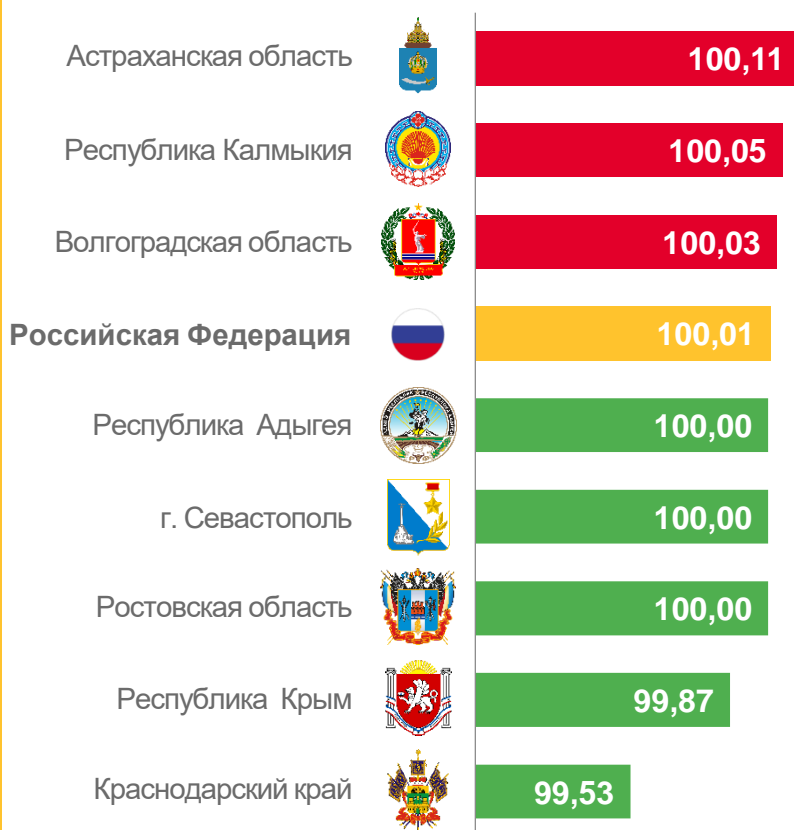 Астраханская область 100,11
Республика Калмыкия 100,05
Волгоградская область 100,03
Российская Федерация 100,01
Республика Адыгея 100,00
г. Севастополь 100,00
Ростовская область 100,00
Республика Крым 99,87
Краснодарский край 99,53